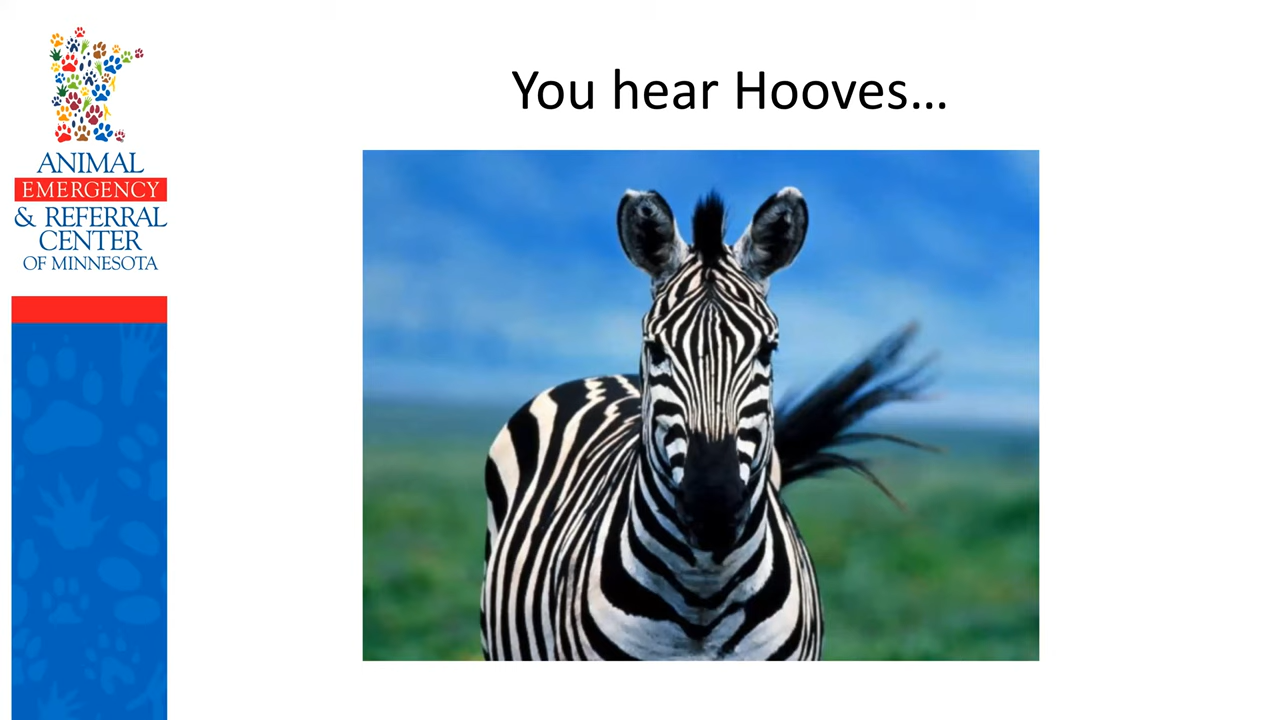 ANIMAL
EMERGENCY
& REFERRAL
CENTER
OF MINNESOTA
You hear Hooves…